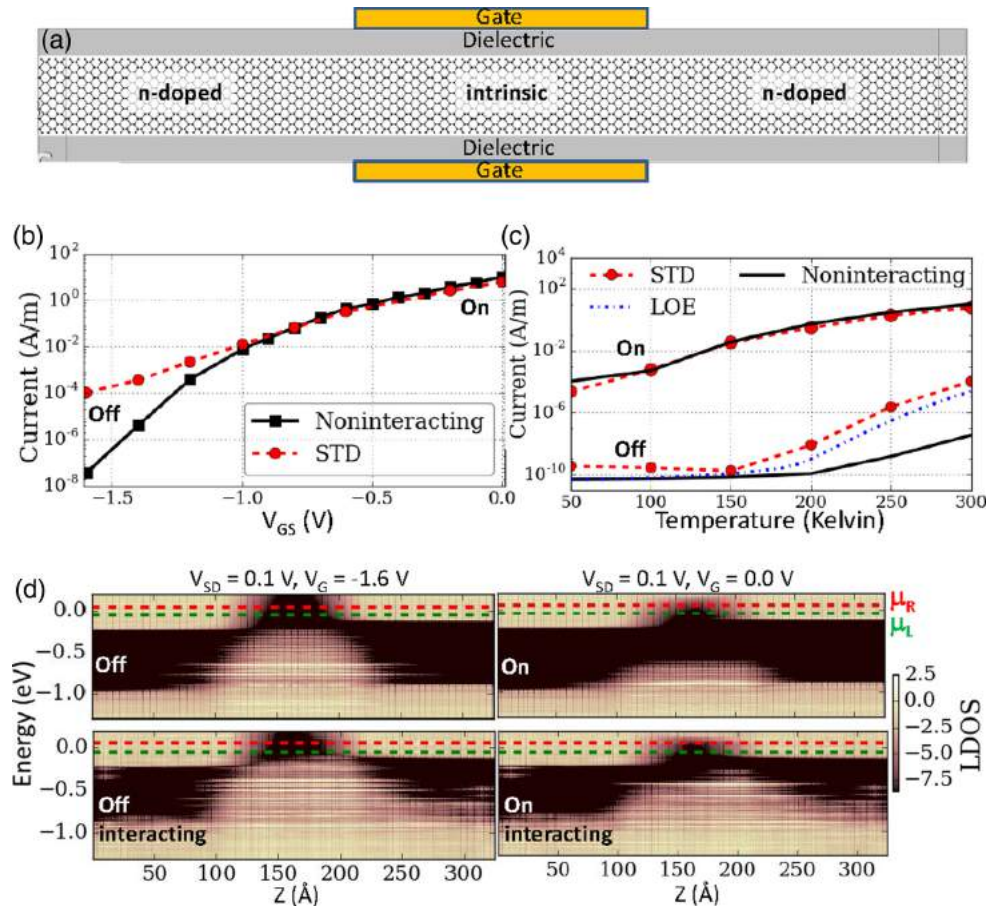 Gate
(a)
Dielectric
n-doped intrinsic n-doped
Dielectric
Gate
(b)
10^2
10^0
10^-2
10^-4
10^-6
10^-8
Current (A/m)
On
Off
Noninteracting
STD
−1.5 −1.0 −0.5 0.0
V_GS (V)
(c)
10^4
10^-2
10^-6
10^-10
Current (A/m)
STD
Noninteracting
LOE
On
Off
50 100 150 200 250 300
Temperature (Kelvin)
(d)
V_SD = 0.1 V, V_G = -1.6 V
V_SD = 0.1 V, V_G = 0.0 V
μ_R
μ_L
0.0
−0.5
−1.0
Off
On
0.0
−0.5
−1.0
Off
interacting
On
interacting
Energy (eV)
2.5
0.0
−2.5
−5.0
−7.5
LDOS
50 100 150 200 250 300
50 100 150 200 250 300
Z (Å)
Z (Å)